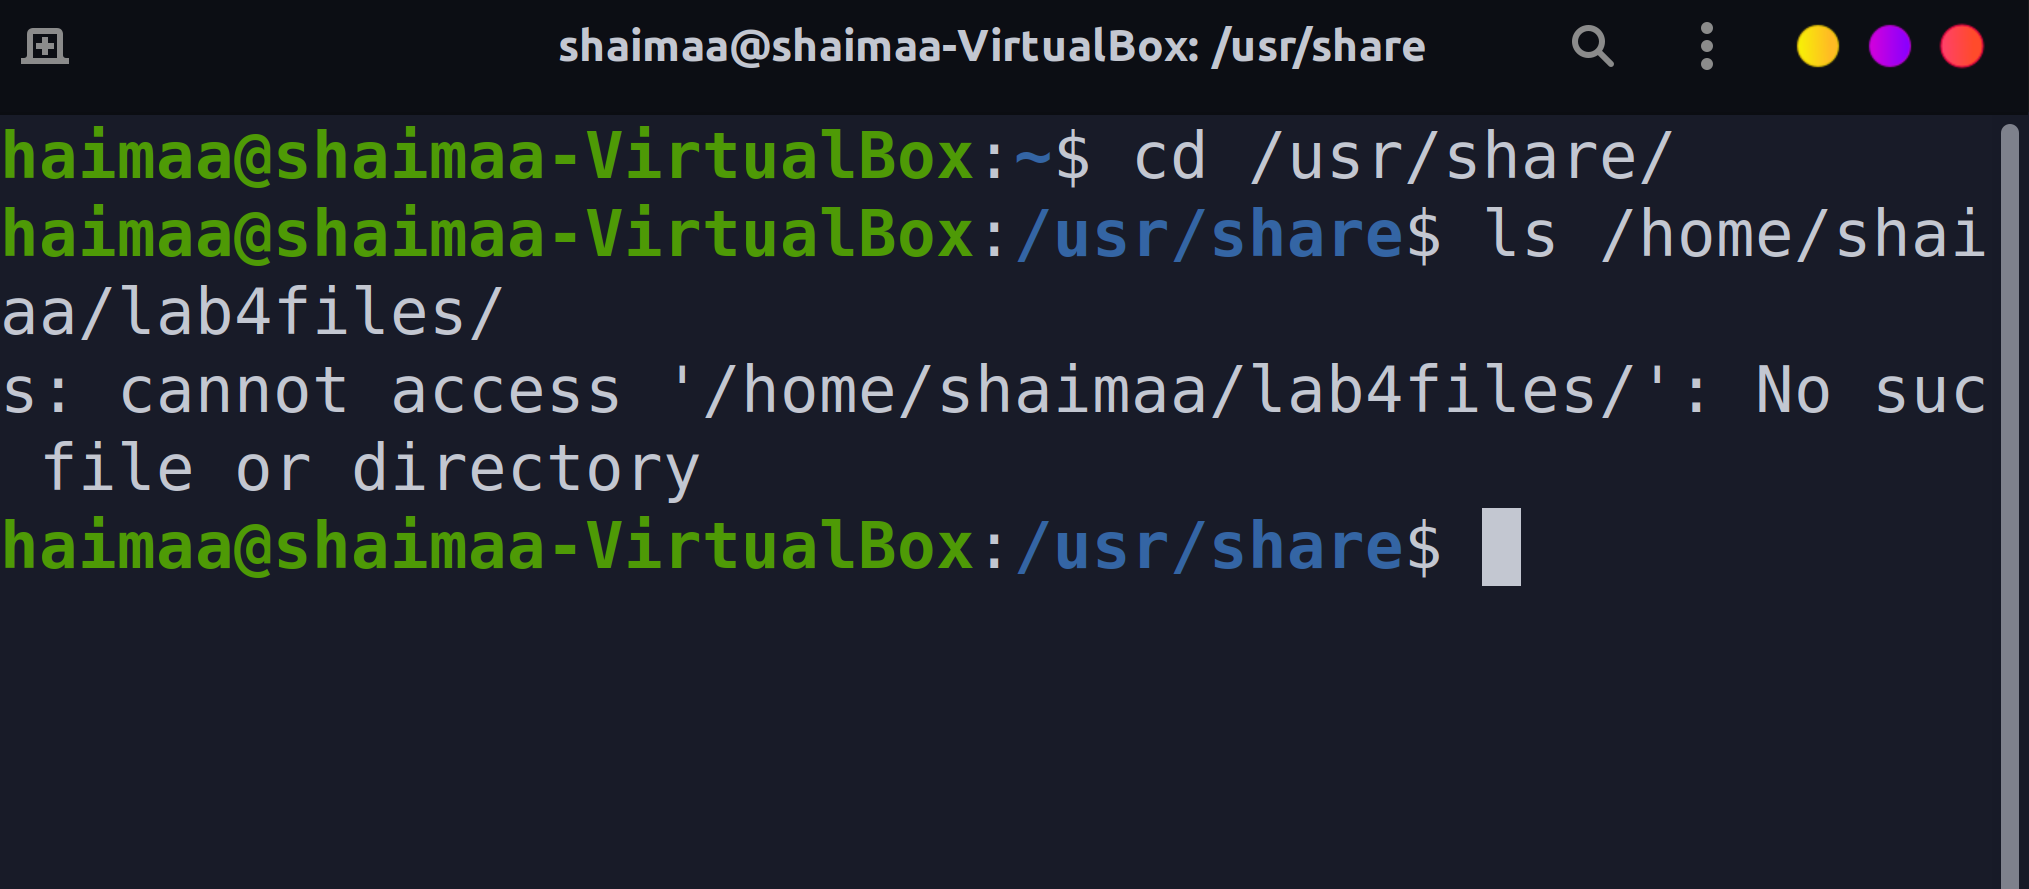 shaimaa@shaimaa-VirtualBox: /usr/share
haimaa@shaimaa-VirtualBox:~$ cd /usr/share/
haimaa@shaimaa-VirtualBox:/usr/share$ ls /home/shai
aa/lab4files/
s: cannot access '/home/shaimaa/lab4files/': No suc
file or directory
haimaa@shaimaa-VirtualBox:/usr/share$